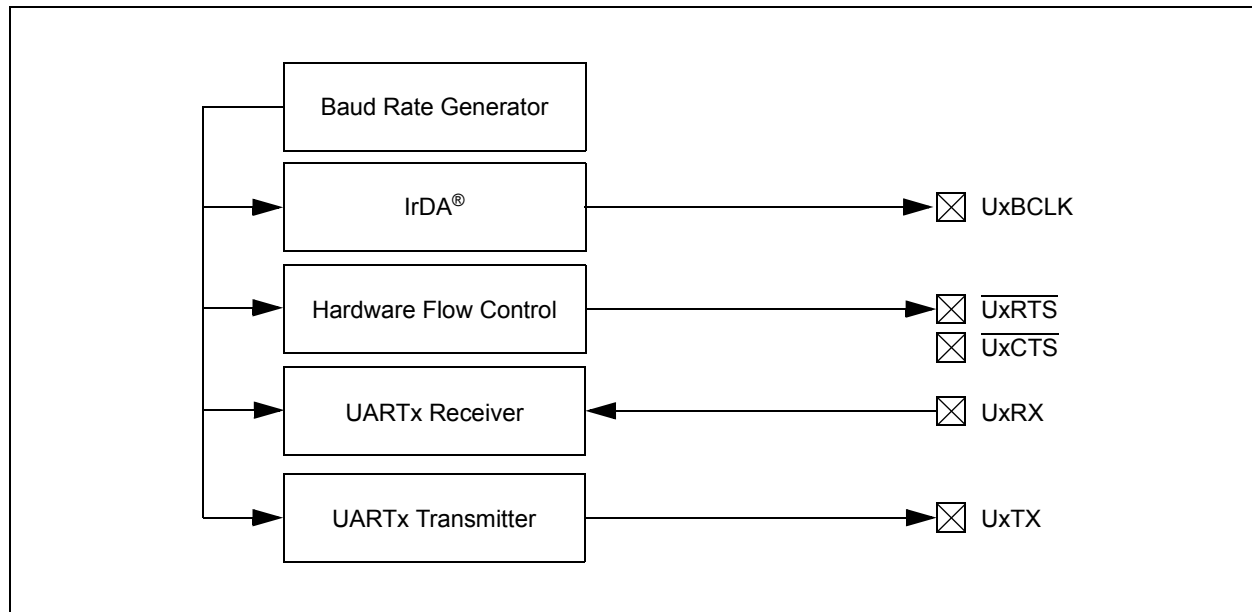 Baud Rate Generator
IrDA®
UxBCLK
Hardware Flow Control
UxRTS
UxCTS
UARTx Receiver
UxRX
UARTx Transmitter
UxTX